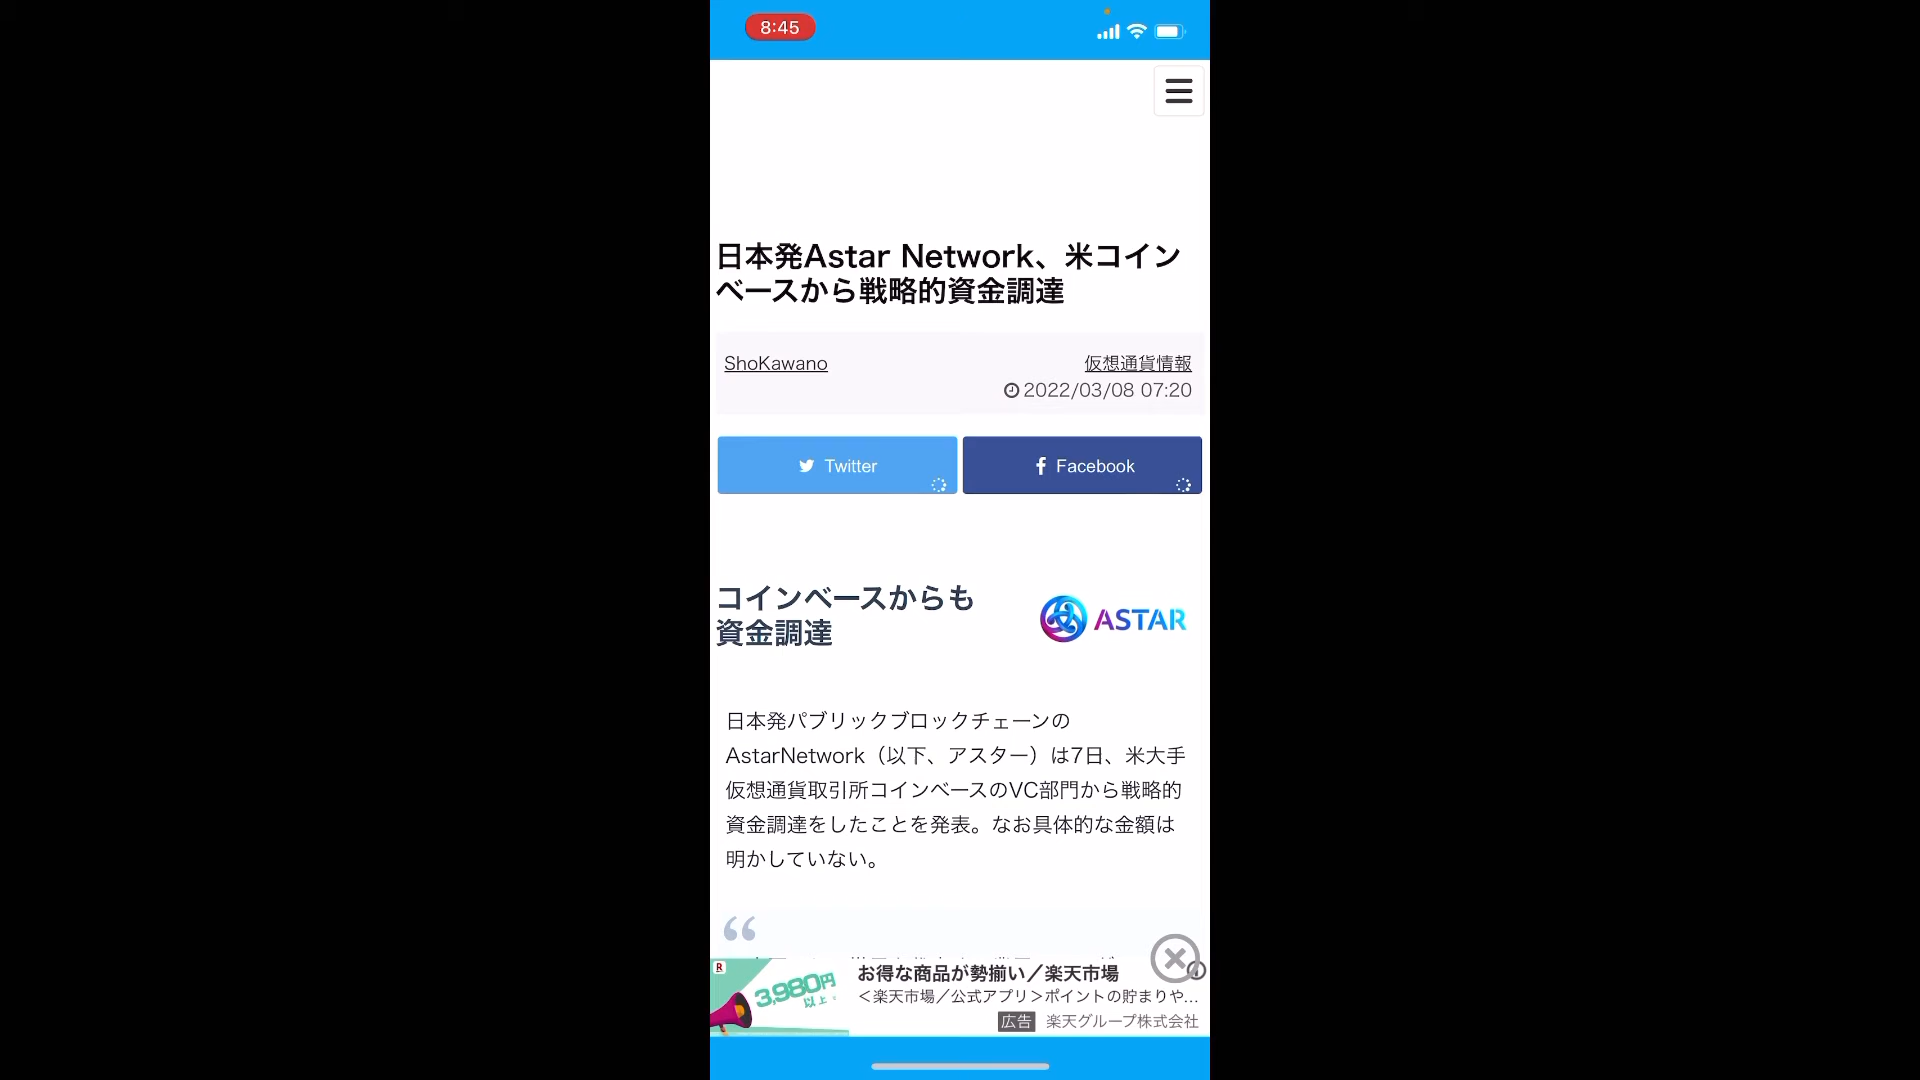 8:45
日本発Astar Network、米コイン
ベースから戦略的資金調達
ShoKawano
仮想通貨情報
2022/03/08 07:20
Twitter
Facebook
コインベースからも
資金調達
ASTAR
日本発パブリックブロックチェーンの
AstarNetwork（以下、アスター）は7日、米大手
仮想通貨取引所コインベースのVC部門から戦略的
資金調達をしたことを発表。なお具体的な金額は
明かしていない。
“
R
3,980円
以上
お得な商品が勢揃い／楽天市場
＜楽天市場／公式アプリ＞ポイントの貯まりや...
広告 楽天グループ株式会社